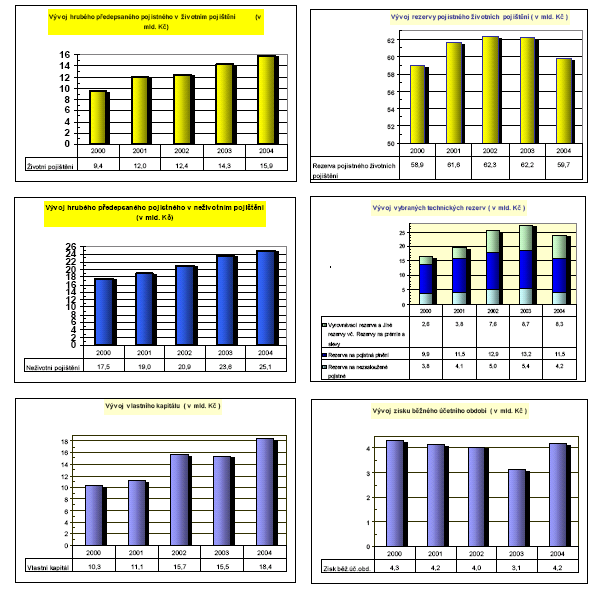 Vývoj hrubého předepsaného pojistného v životním pojištění (v
mld. Kč)
16
14
12
10
8
6
4
2
0
2000 2001 2002 2003 2004
Životní pojištění 9,4 12,0 12,4 14,3 15,9
Vývoj rezervy pojistného životních pojištění ( v mld. Kč )
62
60
58
56
54
52
50
2000 2001 2002 2003 2004
Rezerva pojistného životních
pojištění
58,9 61,6 62,3 62,2 59,7
Vývoj hrubého předepsaného pojistného v neživotním pojištění
(v mld. Kč)
26
24
22
20
18
16
14
12
10
8
6
4
2
0
2000 2001 2002 2003 2004
Neživotní pojištění 17,5 19,0 20,9 23,6 25,1
Vývoj vybraných technických rezerv ( v mld. Kč )
25
20
15
10
5
0
2000 2001 2002 2003 2004
Vyrovnávací rezerva a Jiné
rezervy vč. Rezervy na prémie a
slevy
2,6 3,8 7,6 8,7 8,3
Rezerva na pojistná plnění 9,9 11,5 12,9 13,2 11,5
Rezerva na nezasloužené
pojistné
3,8 4,1 5,0 5,4 4,2
Vývoj vlastního kapitálu ( v mld. Kč )
18
16
14
12
10
8
6
4
2
0
2000 2001 2002 2003 2004
Vlastní kapitál 10,3 11,1 15,7 15,5 18,4
Vývoj zisku běžného účetního období ( v mld. Kč )
4
3
2
1
0
2000 2001 2002 2003 2004
Zisk běž.úč.obd. 4,3 4,2 4,0 3,1 4,2